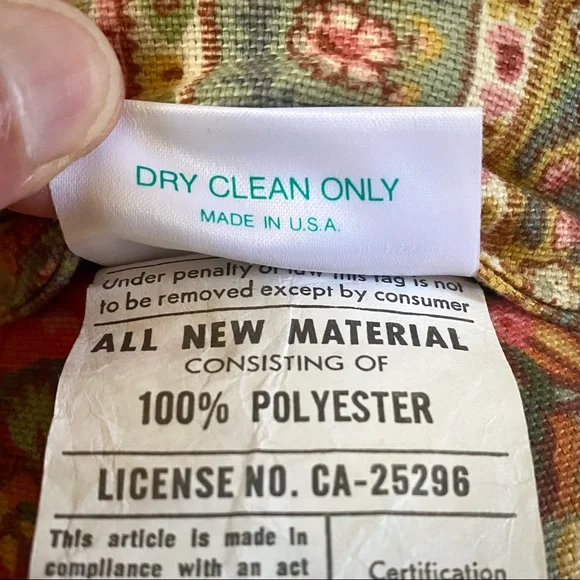 DRY CLEAN ONLY
MADE IN U.S.A.
Under penalty of law this tag is not
to be removed except by consumer
ALL NEW MATERIAL
CONSISTING OF
100% POLYESTER
LICENSE NO. CA-25296
This article is made in
compliance with an act
Certification